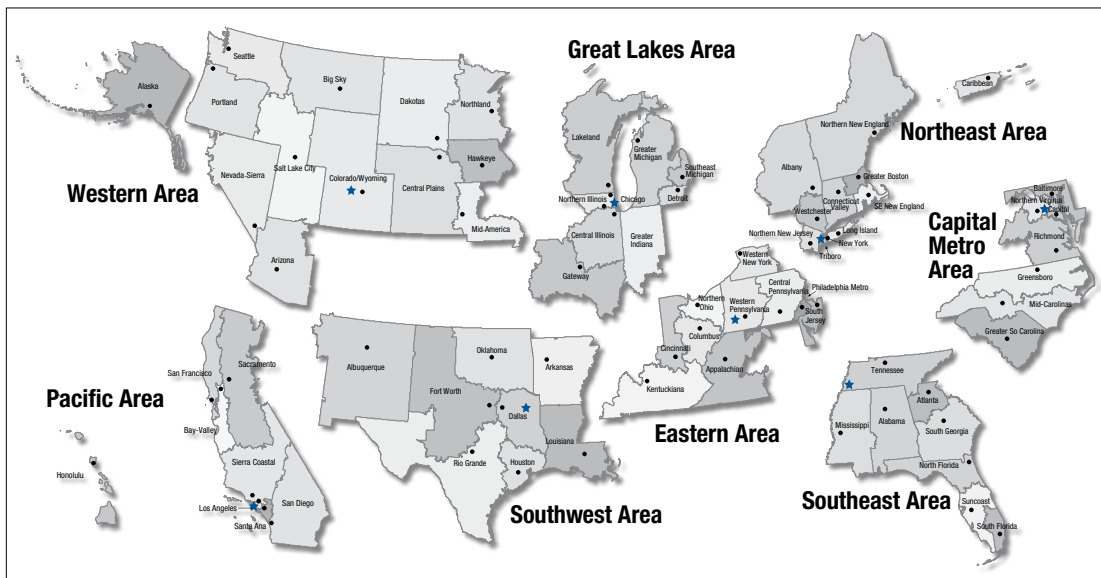 Western Area
Alaska
Seattle
Portland
Big Sky
Dakotas
Northland
Hawkeye
Nevada-Sierra
Salt Lake City
Colorado/Wyoming
Central Plains
Mid-America
Arizona
Great Lakes Area
Lakeland
Greater
Michigan
Southeast
Michigan
Detroit
Northern Illinois
Chicago
Central Illinois
Greater
Indiana
Gateway
Northeast Area
Caribbean
Northern New England
Albany
Greater Boston
Connecticut
Valley
SE New England
Westchester
Northern New Jersey
Long Island
New York
Triboro
Capital
Metro
Area
Baltimore
Northern Virginia
Capital
Richmond
Greensboro
Mid-Carolinas
Greater So Carolina
Pacific Area
Sacramento
San Francisco
Bay-Valley
Sierra Coastal
Los Angeles
San Diego
Santa Ana
Honolulu
Southwest Area
Albuquerque
Oklahoma
Arkansas
Fort Worth
Dallas
Louisiana
Rio Grande
Houston
Eastern Area
Western
New York
Northern
Ohio
Western
Pennsylvania
Central
Pennsylvania
Philadelphia Metro
South
Jersey
Columbus
Cincinnati
Appalachian
Kentuckiana
Southeast Area
Tennessee
Atlanta
Mississippi
Alabama
South Georgia
North Florida
Suncoast
South Florida